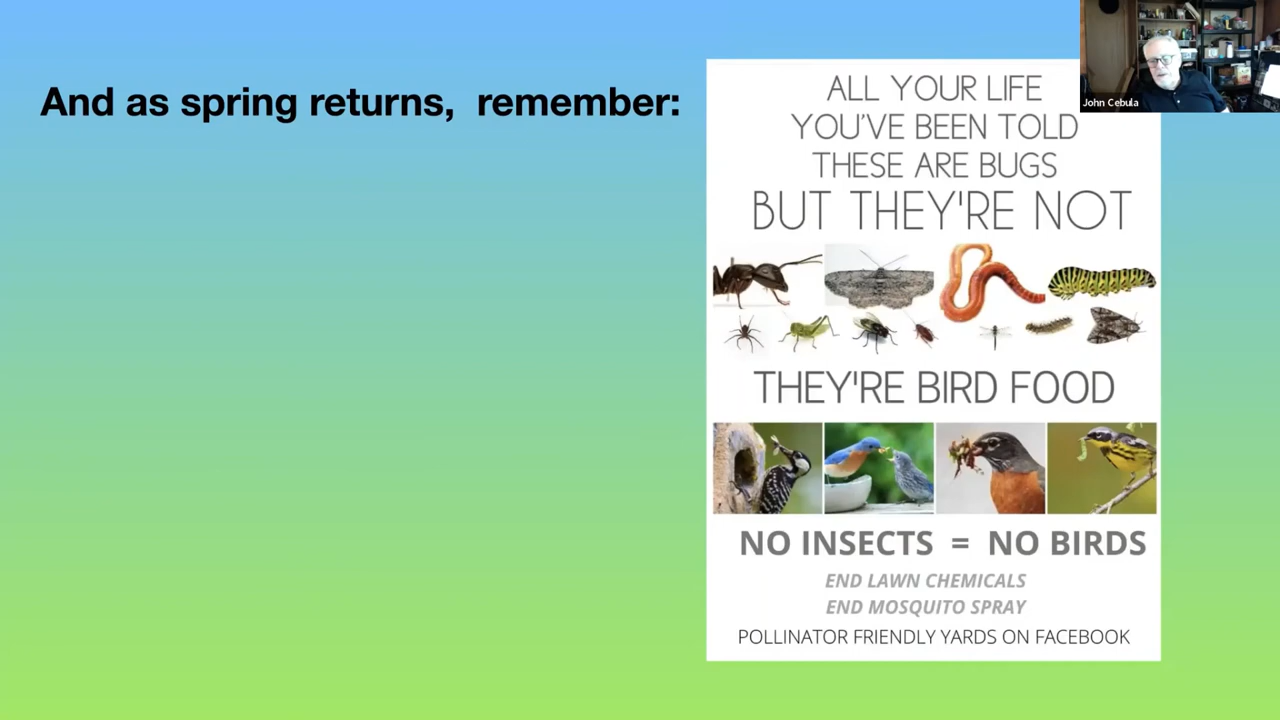 And as spring returns, remember:
ALL YOUR LIFE
YOU'VE BEEN TOLD
THESE ARE BUGS
BUT THEY'RE NOT
THEY'RE BIRD FOOD
NO INSECTS = NO BIRDS
END LAWN CHEMICALS
END MOSQUITO SPRAY
POLLINATOR FRIENDLY YARDS ON FACEBOOK
John Cebula